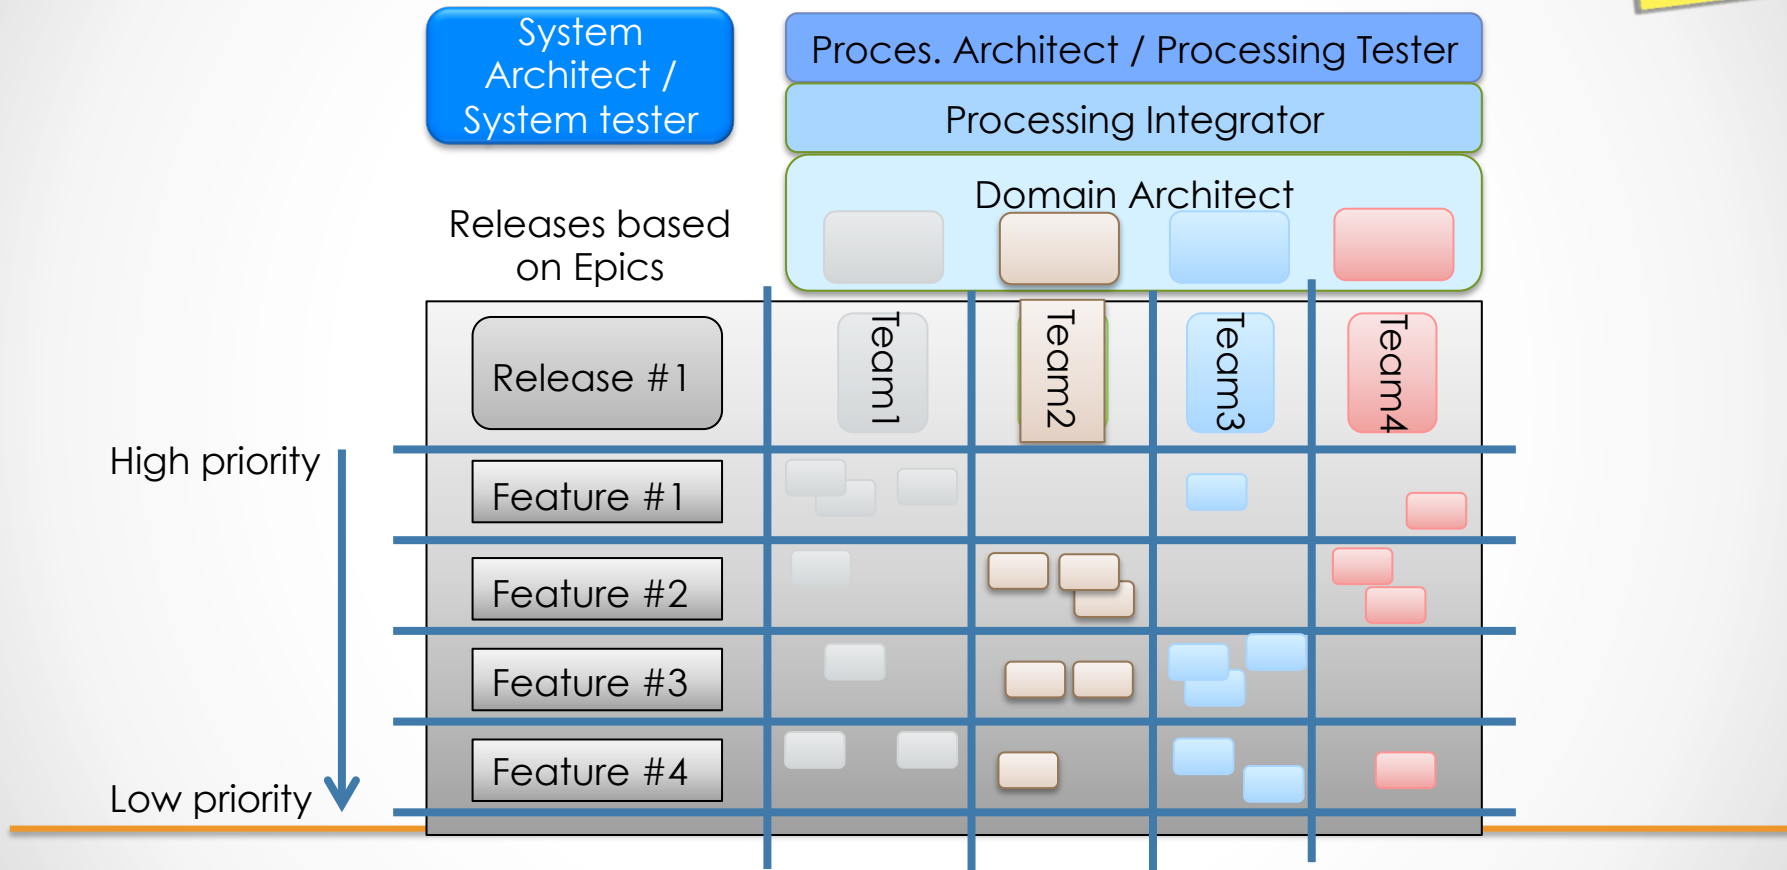 System
Architect /
System tester
Proces. Architect / Processing Tester
Processing Integrator
Domain Architect
Releases based
on Epics
Release #1
Team1
Team2
Team3
Team4
High priority
Feature #1
Feature #2
Feature #3
Feature #4
Low priority